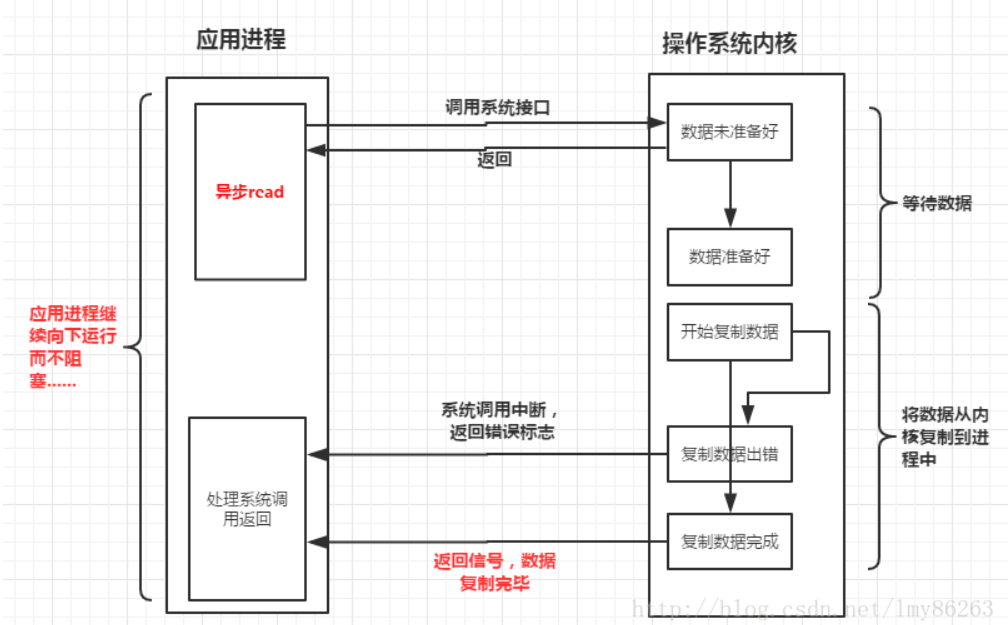 应用进程
操作系统内核
调用系统接口
数据未准备好
返回
异步read
等待数据
数据准备好
应用进程继
续向下运行
而不阻
塞......
开始复制数据
系统调用中断，
返回错误标志
将数据从内
核复制到进
程中
复制数据出错
处理系统调
用返回
复制数据完成
返回信号，数据
复制完毕
http://blog.csdn.net/lmy86263